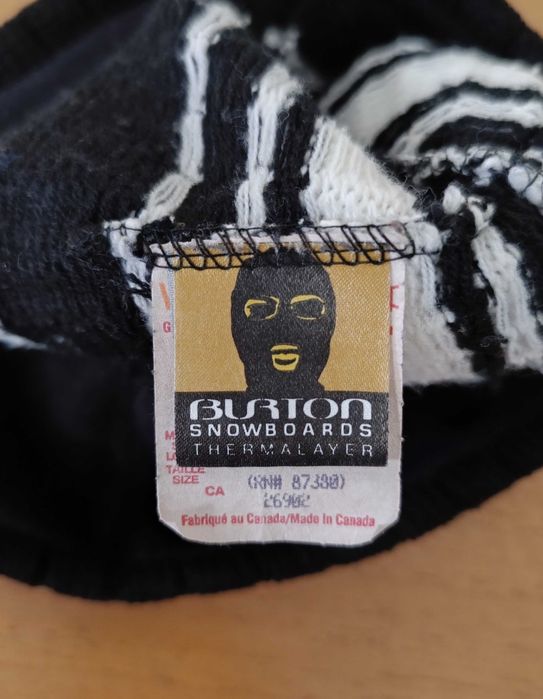 BURTON
SNOWBOARDS
THERMALAYER
TAILLE
SIZE
CA
(RN# 87380)
26902
Fabriqué au Canada/Made in Canada